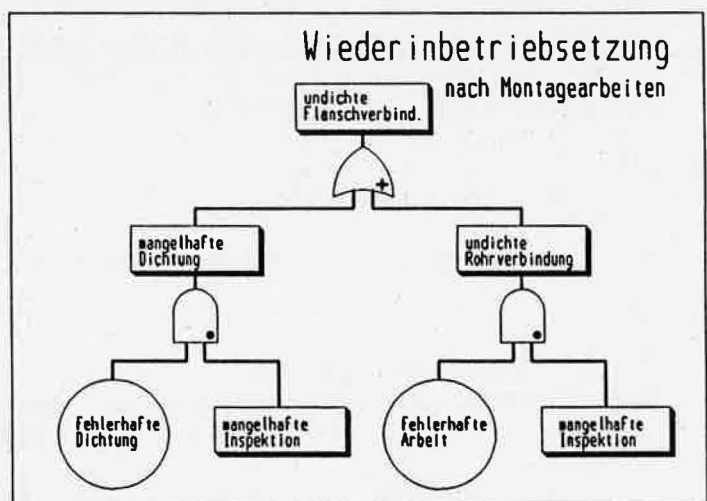 Wiederinbetriebsetzung
nach Montagearbeiten
undichte
Flanschverbind.
+
mangelhafte
Dichtung
undichte
Rohrverbindung
Fehlerhafte
Dichtung
mangelhafte
Inspektion
Fehlerhafte
Arbeit
mangelhafte
Inspektion